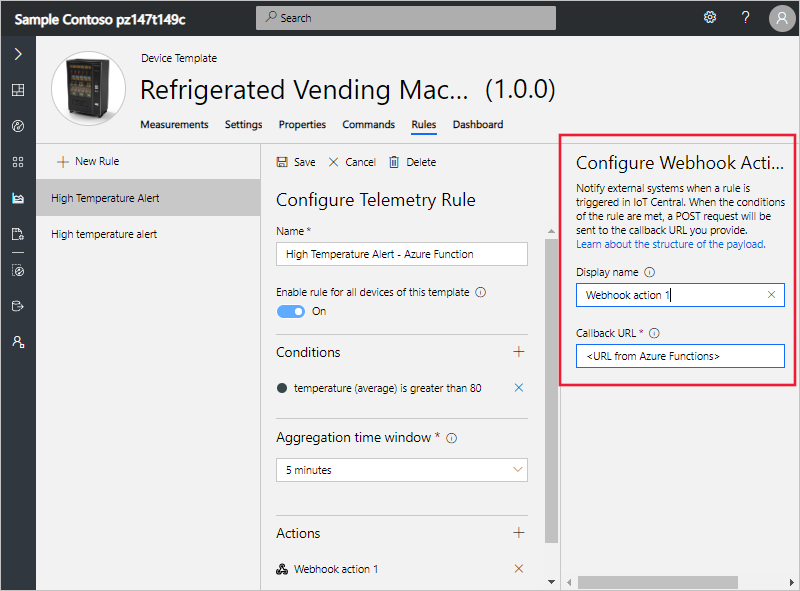 Sample Contoso pz147t149c
Search
?
Device Template
Refrigerated Vending Mac... (1.0.0)
Measurements Settings Properties Commands Rules Dashboard
New Rule
High Temperature Alert
High temperature alert
Save Cancel Delete
Configure Telemetry Rule
Name *
High Temperature Alert - Azure Function
Enable rule for all devices of this template
On
Conditions
temperature (average) is greater than 80
Aggregation time window *
5 minutes
Actions
Webhook action 1
Configure Webhook Acti...
Notify external systems when a rule is
triggered in IoT Central. When the conditions
of the rule are met, a POST request will be
sent to the callback URL you provide.
Learn about the structure of the payload.
Display name
Webhook action 1
Callback URL *
<URL from Azure Functions>